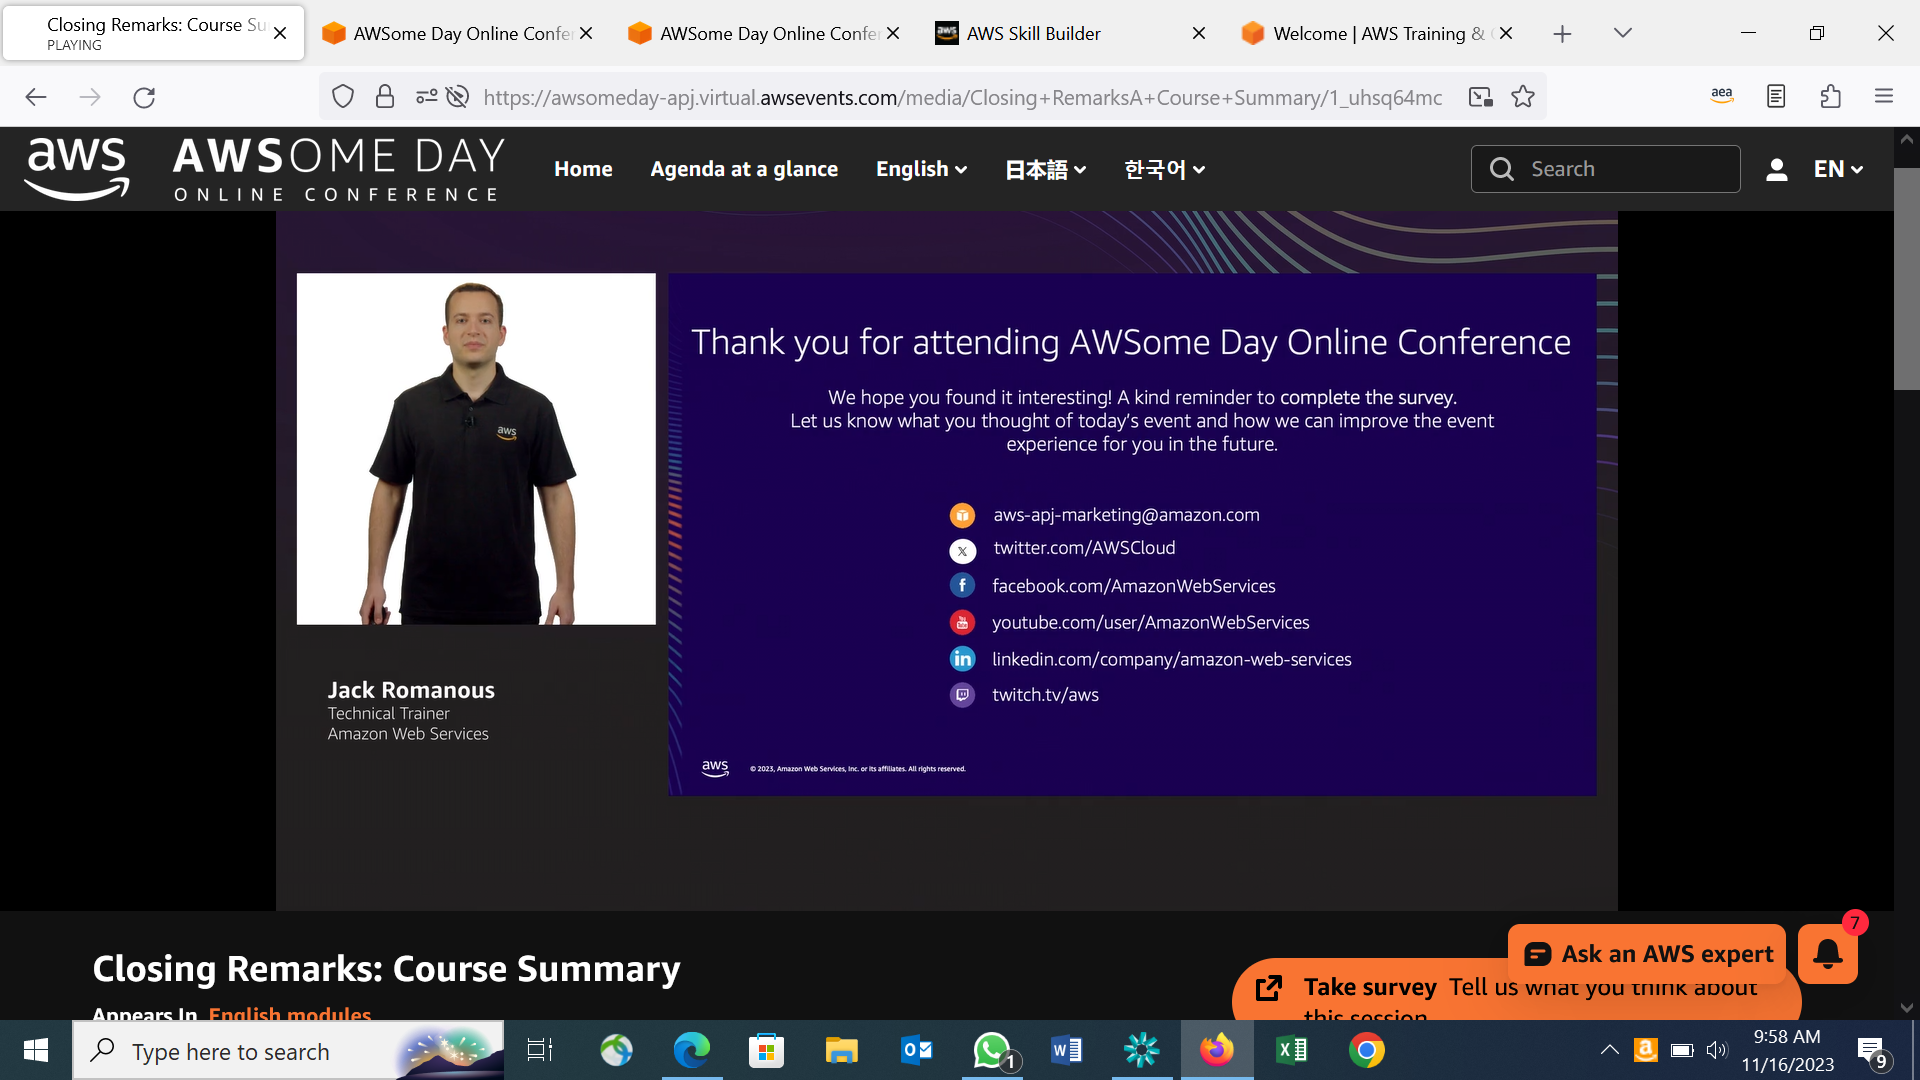 Closing Remarks: Course Su
PLAYING
AWSome Day Online Confer
AWSome Day Online Confer
aws
AWS Skill Builder
Welcome | AWS Training &
https://awsomeday-apj.virtual.awsevents.com/media/Closing+RemarksA+Course+Summary/1_uhsq64mc
aea
aws
AWSOME DAY
ONLINE CONFERENCE
Home
Agenda at a glance
English
日本語
한국어
Search
EN
aws
Thank you for attending AWSome Day Online Conference
We hope you found it interesting! A kind reminder to complete the survey.
Let us know what you thought of today's event and how we can improve the event
experience for you in the future.
aws-apj-marketing@amazon.com
twitter.com/AWSCloud
facebook.com/AmazonWebServices
youtube.com/user/AmazonWebServices
linkedin.com/company/amazon-web-services
twitch.tv/aws
Jack Romanous
Technical Trainer
Amazon Web Services
aws
© 2023, Amazon Web Services, Inc. or its affiliates. All rights reserved.
7
Ask an AWS expert
Closing Remarks: Course Summary
Take survey Tell us what you think about
this session
Appears In English modules
Type here to search
1
9:58 AM
11/16/2023
9